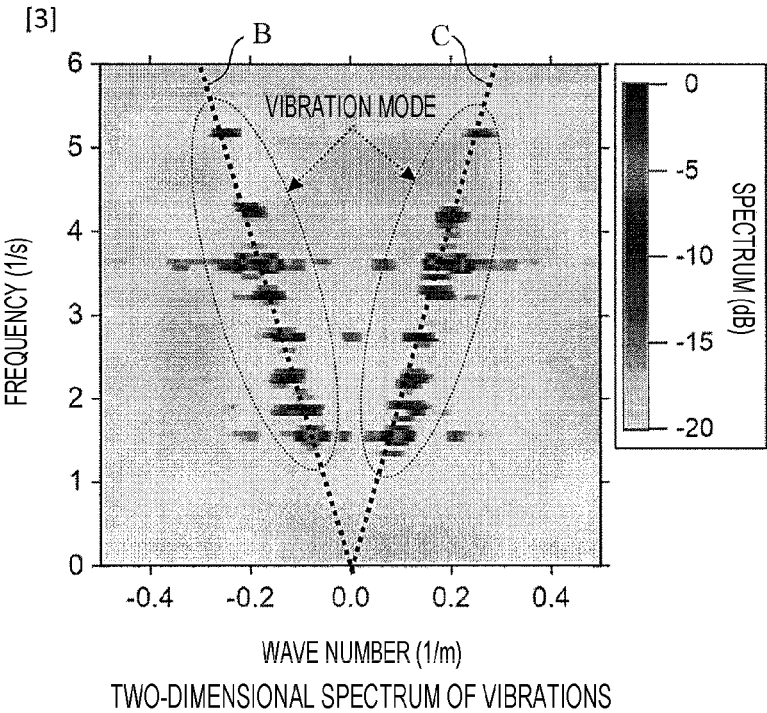 [3]
B
C
VIBRATION MODE
6
5
4
3
2
1
0
FREQUENCY (1/s)
-0.4
-0.2
0.0
0.2
0.4
WAVE NUMBER (1/m)
0
-5
-10
-15
-20
SPECTRUM (dB)
TWO-DIMENSIONAL SPECTRUM OF VIBRATIONS